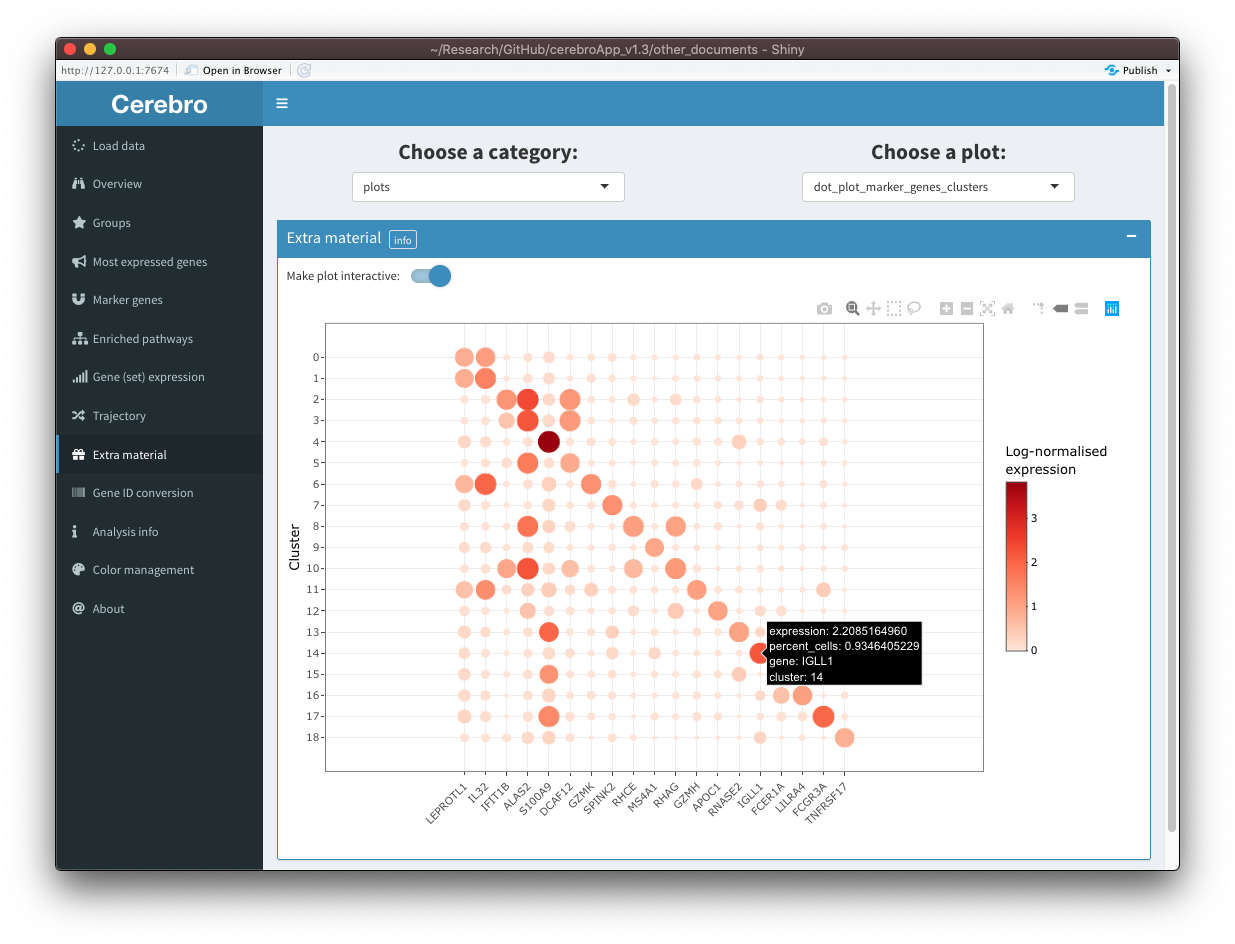 ~/Research/GitHub/cerebroApp_v1.3/other_documents - Shiny
http://127.0.0.1:7674 Open in Browser Publish
Cerebro
Load data
Overview
Groups
Most expressed genes
Marker genes
Enriched pathways
Gene (set) expression
Trajectory
Extra material
Gene ID conversion
Analysis info
Color management
About
Choose a category:
plots
Choose a plot:
dot_plot_marker_genes_clusters
Extra material info
Make plot interactive:
Cluster
0
1
2
3
4
5
6
7
8
9
10
11
12
13
14
15
16
17
18
expression: 2.2085164960
percent_cells: 0.9346405229
gene: IGLL1
cluster: 14
LEPROTL1
IL32
IFIT1B
ALAS2
S100A9
DCAF12
GZMK
SPINK2
RHCE
MS4A1
RHAG
GZMH
APOC1
RNASE2
IGLL1
FCER1A
LILRA4
FCGR3A
TNFRSF17
Log-normalised
expression
3
2
1
0